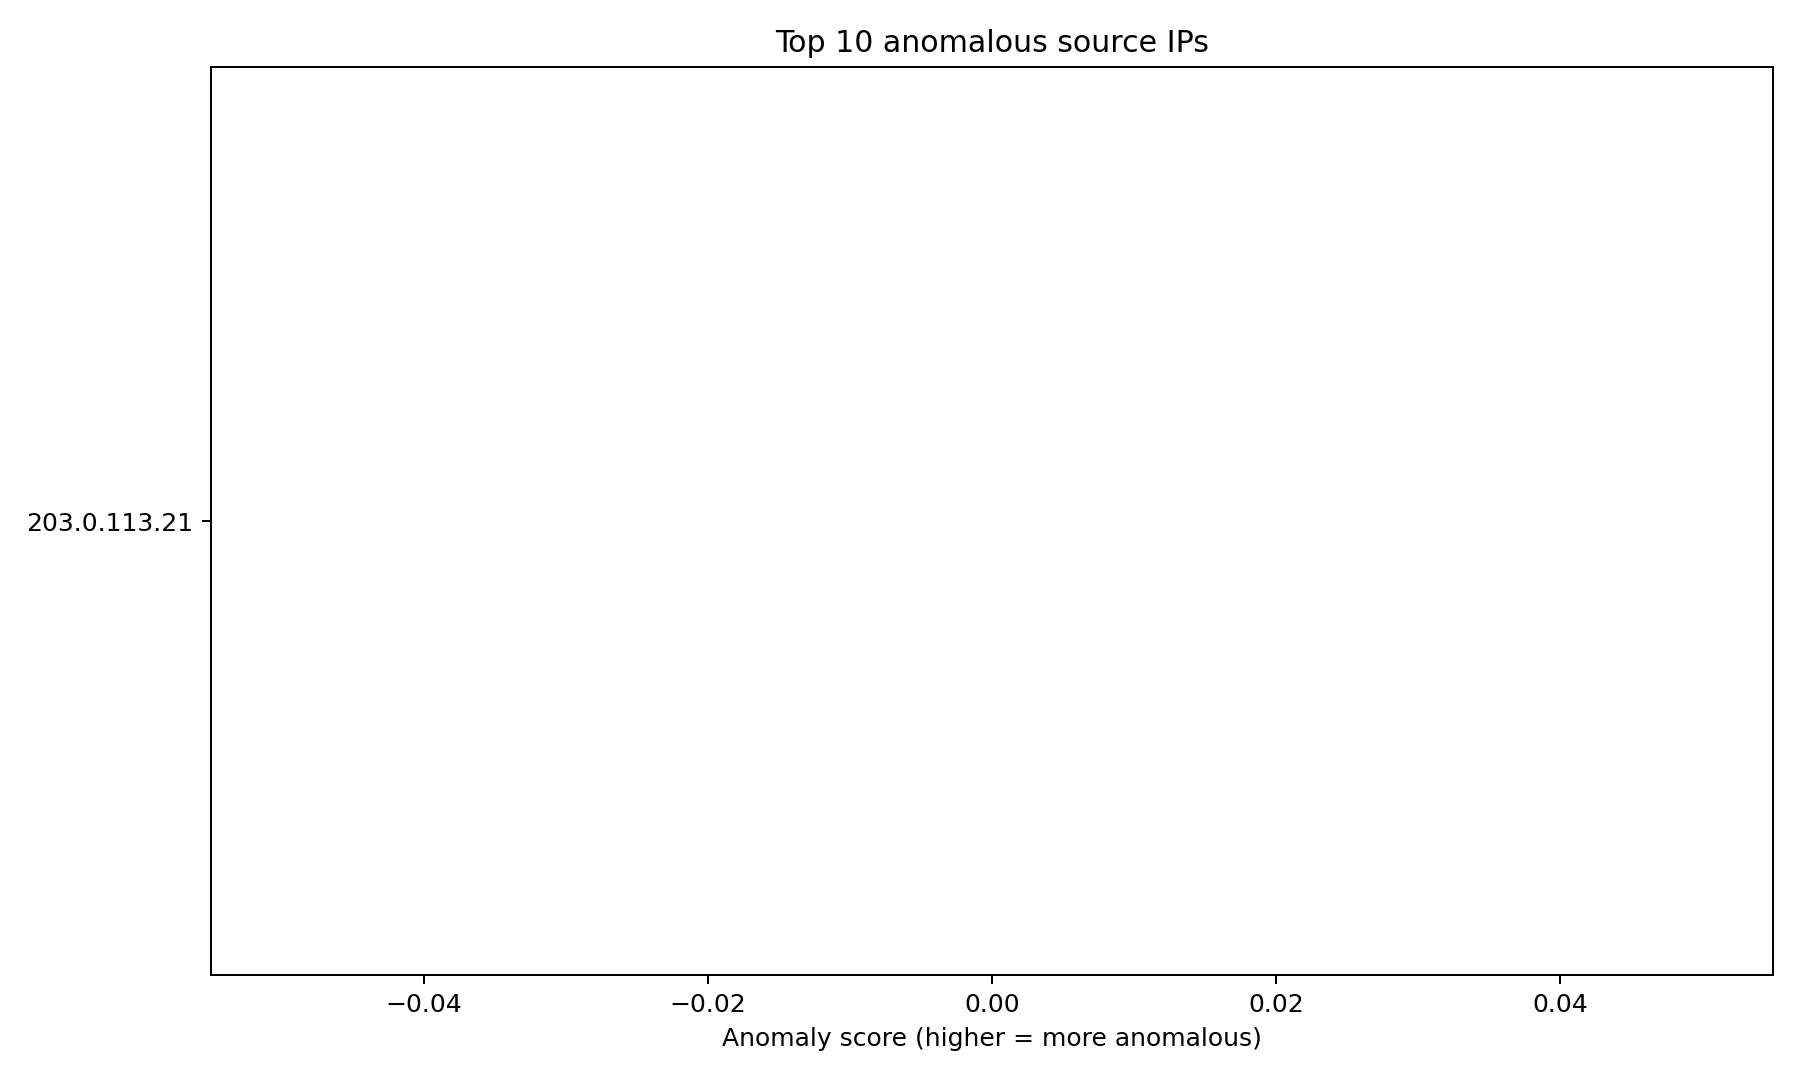 Top 10 anomalous source IPs
203.0.113.21
−0.04 −0.02 0.00 0.02 0.04
Anomaly score (higher = more anomalous)